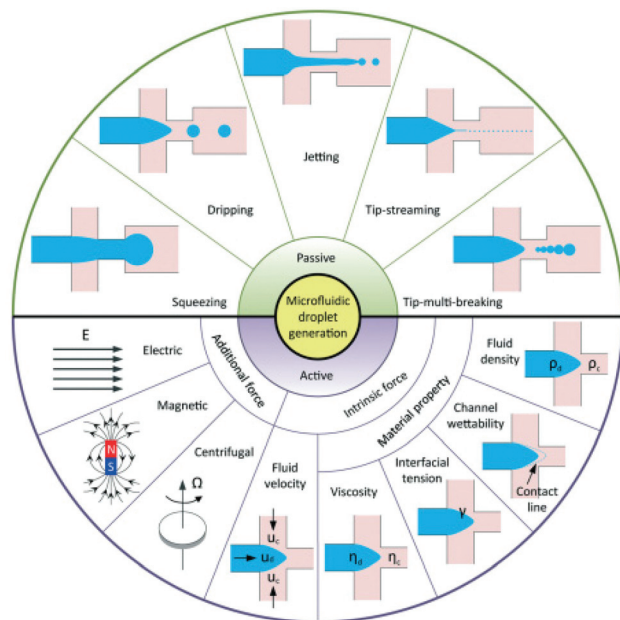 Jetting
Dripping
Tip-streaming
Squeezing
Passive
Tip-multi-breaking
Microfluidic
droplet
generation
Active
E
Electric
Additional force
Intrinsic force
Material property
Fluid
density
ρd
ρc
Magnetic
N
S
Channel
wettability
Contact
line
Centrifugal
Ω
Fluid
velocity
uc
ud
uc
Viscosity
ηd
ηc
Interfacial
tension
γ